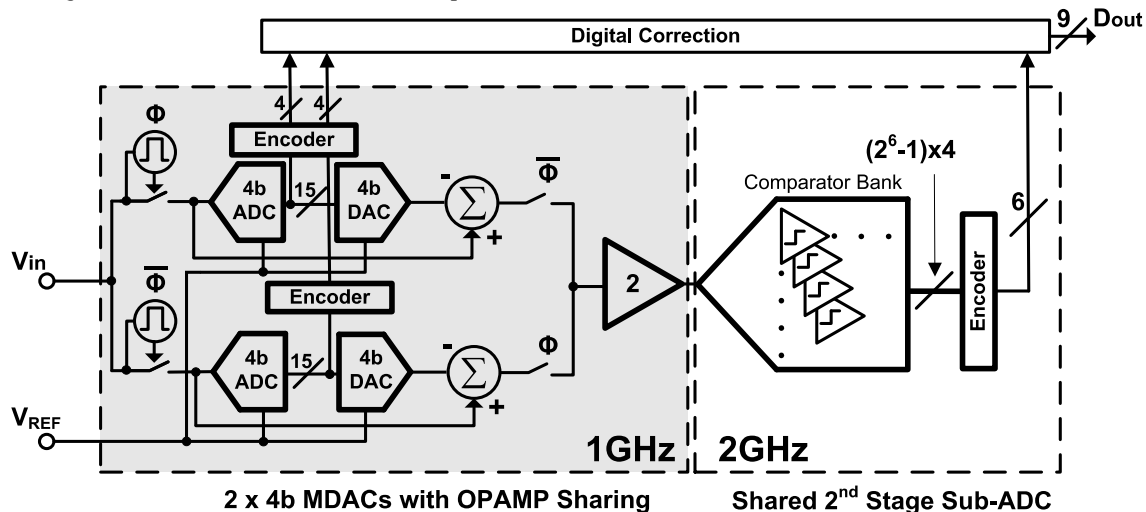 Digital Correction
9
Dout
4
4
Φ
Encoder
4b
ADC
15
4b
DAC
-
Σ
+
Φ̅
(2⁶-1)x4
Comparator Bank
6
Vin
Φ̅
Encoder
2
Encoder
4b
ADC
15
4b
DAC
-
Σ
+
Φ
VREF
1GHz
2GHz
2 x 4b MDACs with OPAMP Sharing
Shared 2nd Stage Sub-ADC